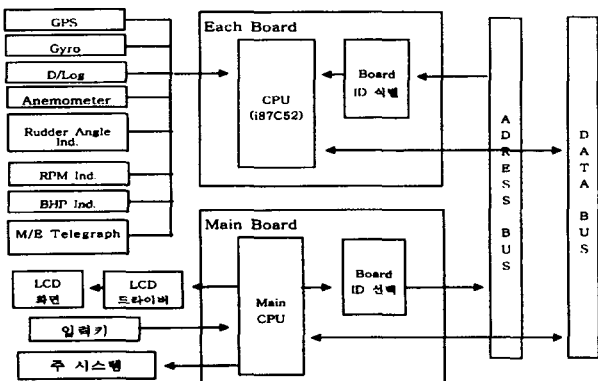 GPS
Gyro
D/Log
Anemometer
Rudder Angle
Ind.
RPM Ind.
BHP Ind.
M/E Telegraph
Each Board
CPU
(i87C52)
Board
ID 식별
Main Board
LCD
화면
LCD
드라이버
입력키
주 시스템
Main
CPU
Board
ID 선택
ADRESS BUS
DATA BUS